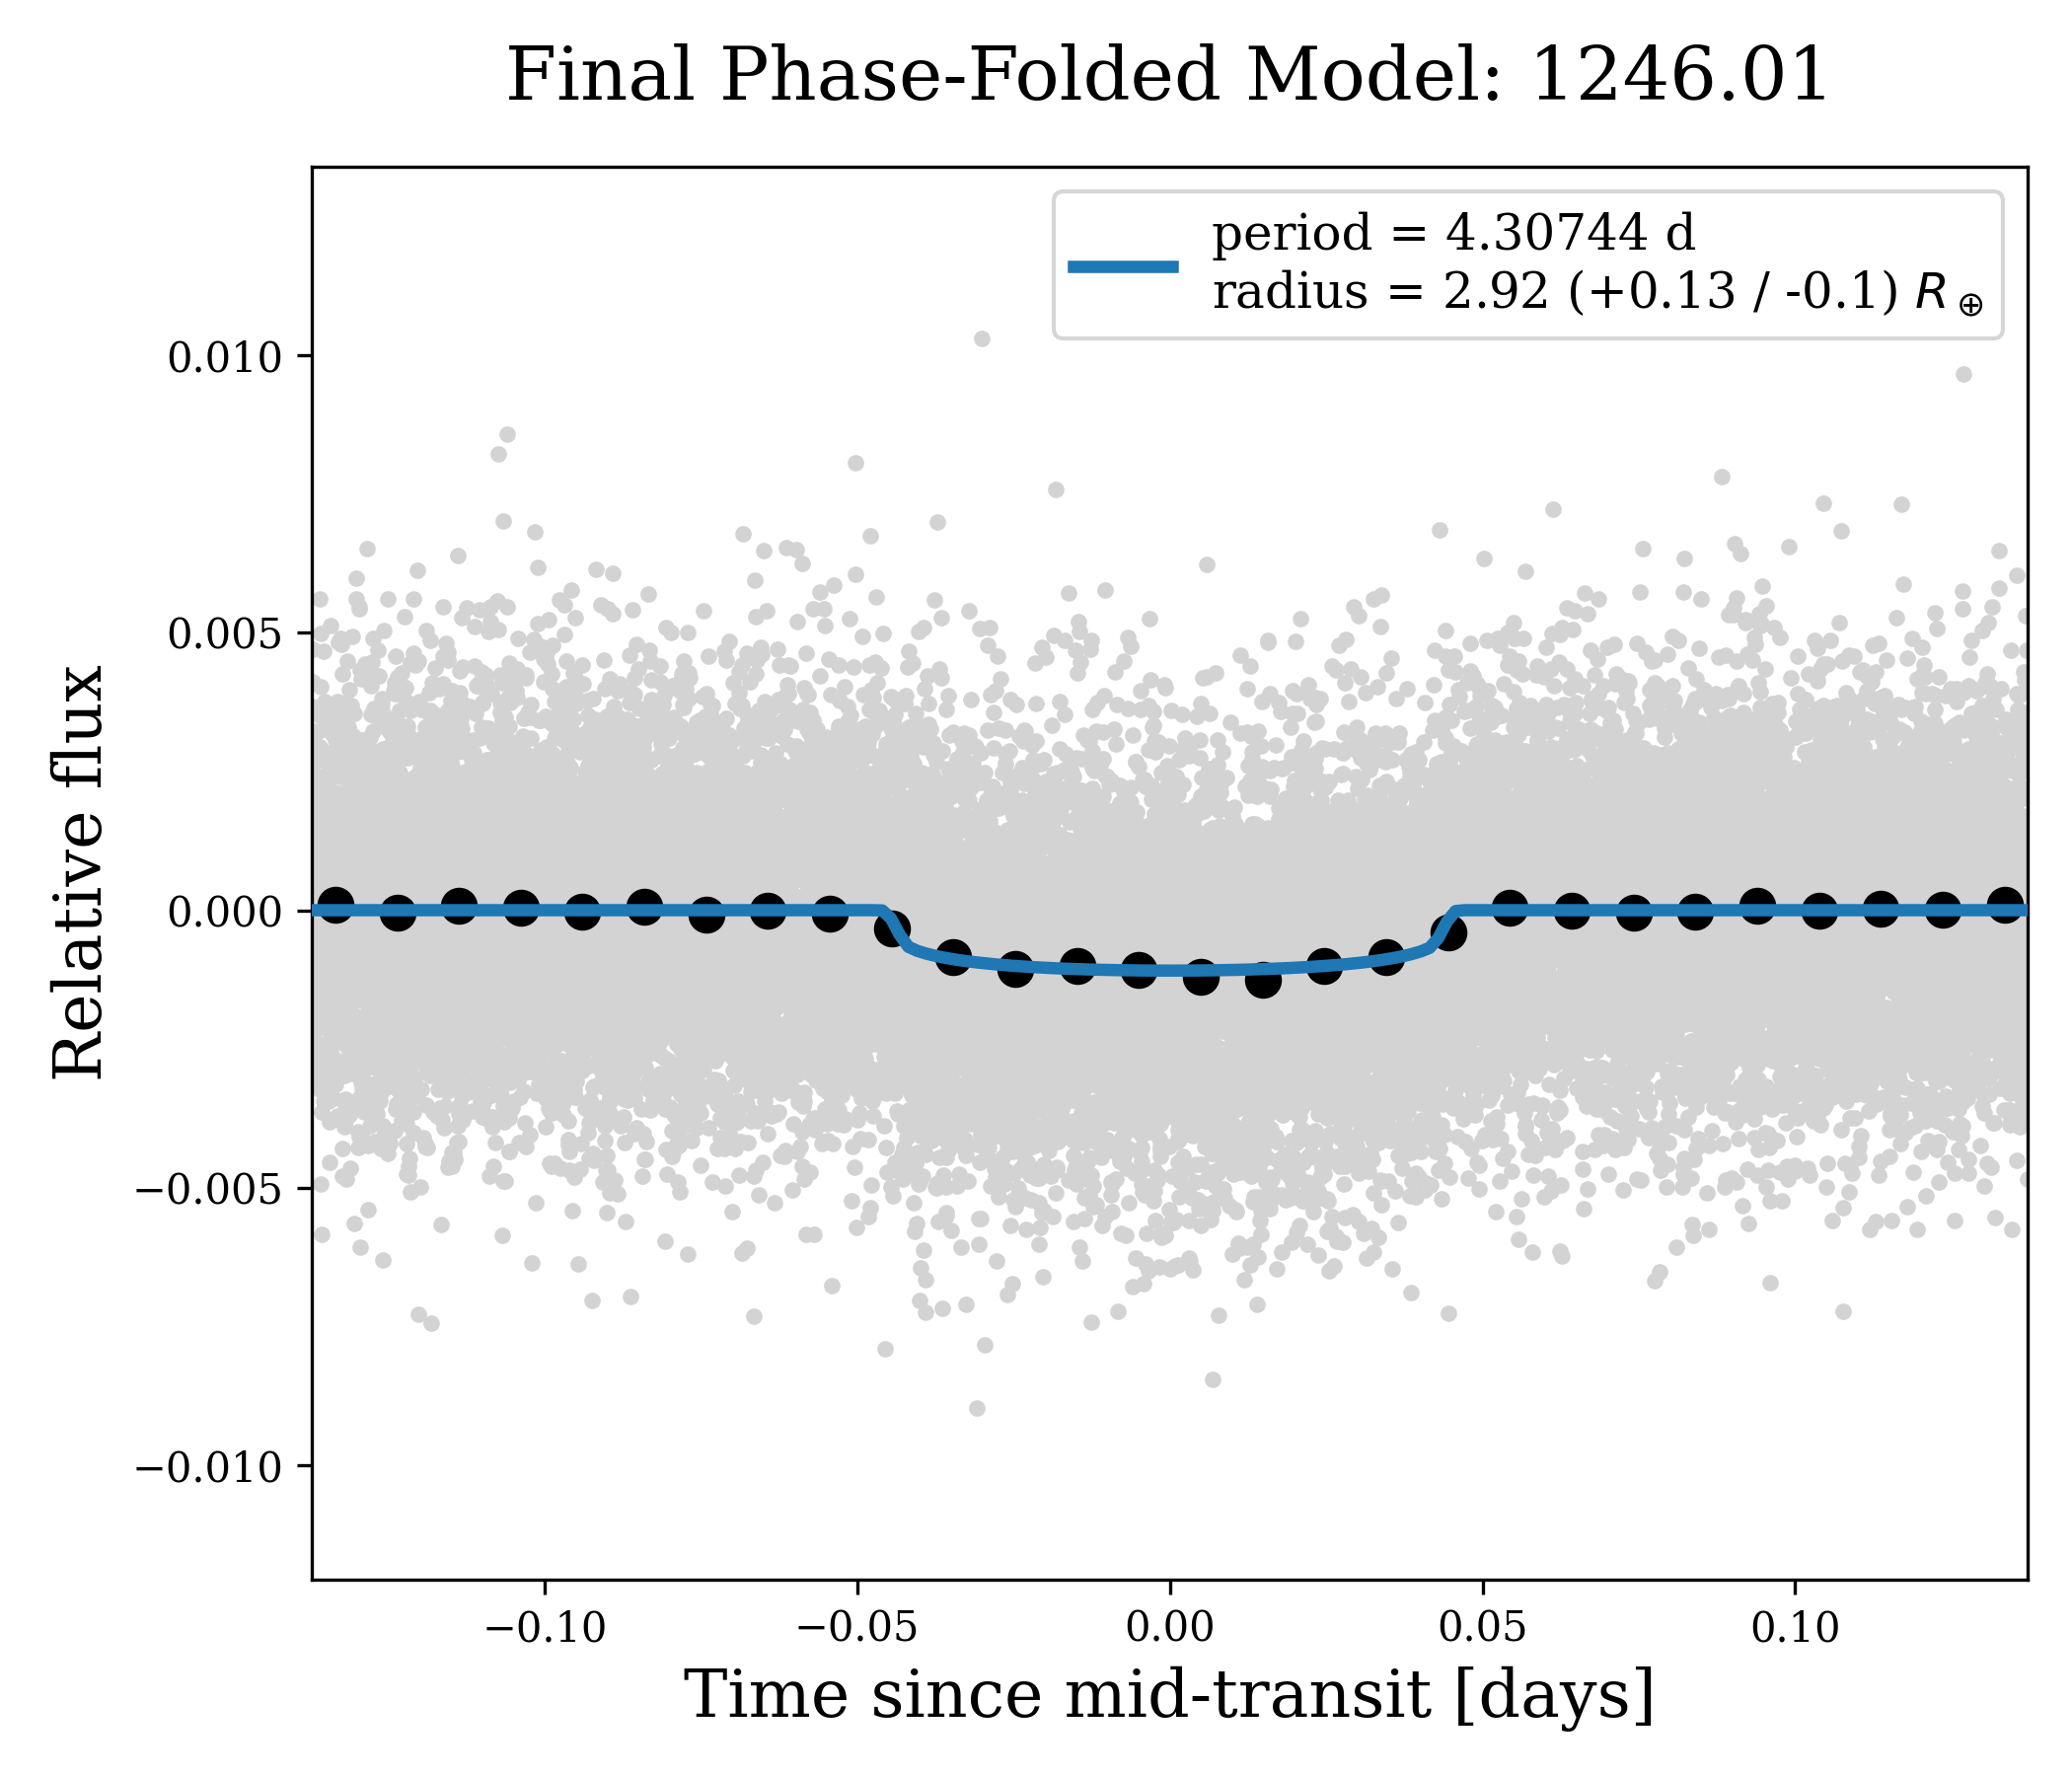 Final Phase-Folded Model: 1246.01
period = 4.30744 d
radius = 2.92 (+0.13 / -0.1) R⊕
0.010
0.005
0.000
−0.005
−0.010
Relative flux
−0.10 −0.05 0.00 0.05 0.10
Time since mid-transit [days]